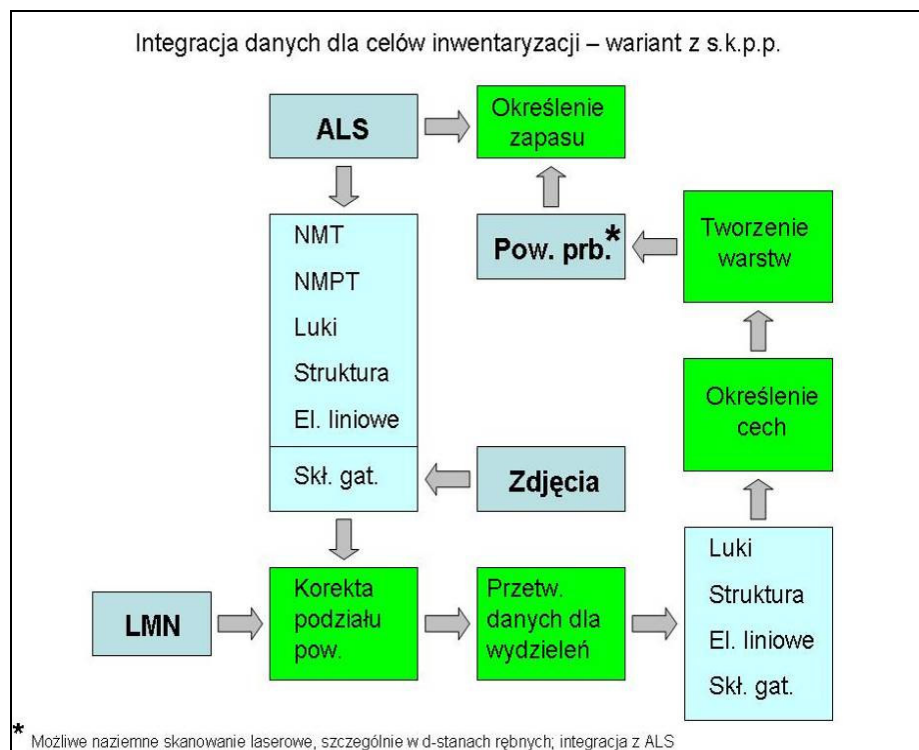 Integracja danych dla celów inwentaryzacji – wariant z s.k.p.p.
ALS
Określenie
zapasu
NMT
NMPT
Luki
Struktura
El. liniowe
Skł. gat.
Pow. prb.*
Tworzenie
warstw
Określenie
cech
Zdjęcia
LMN
Korekta
podziału
pow.
Przetw.
danych dla
wydzieleń
Luki
Struktura
El. liniowe
Skł. gat.
* Możliwe naziemne skanowanie laserowe, szczególnie w d-stanach rębnych; integracja z ALS